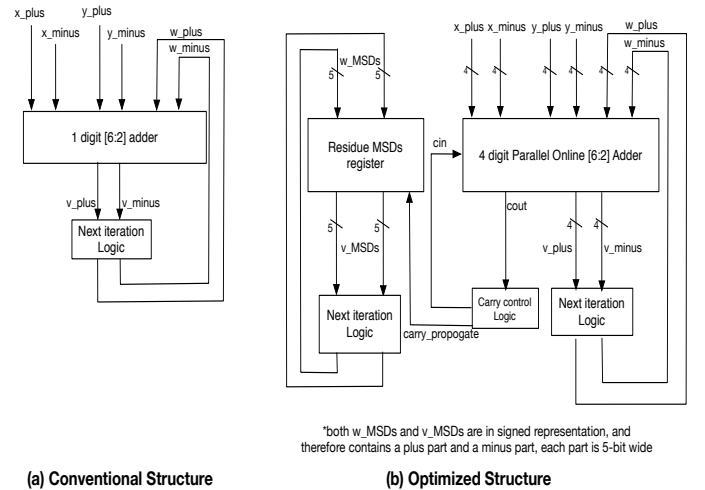 x_plus
x_minus
y_plus
y_minus
w_plus
w_minus
1 digit [6:2] adder
v_plus
v_minus
Next iteration
Logic
w_MSDs
5
5
Residue MSDs
register
5
5
v_MSDs
Next iteration
Logic
x_plus
x_minus
y_plus
y_minus
w_plus
w_minus
4
4
4
4
4
4
cin
4 digit Parallel Online [6:2] Adder
cout
4
4
v_plus
v_minus
Carry control
Logic
carry_propogate
Next iteration
Logic
*both w_MSDs and v_MSDs are in signed representation, and
therefore contains a plus part and a minus part, each part is 5-bit wide
(a) Conventional Structure
(b) Optimized Structure